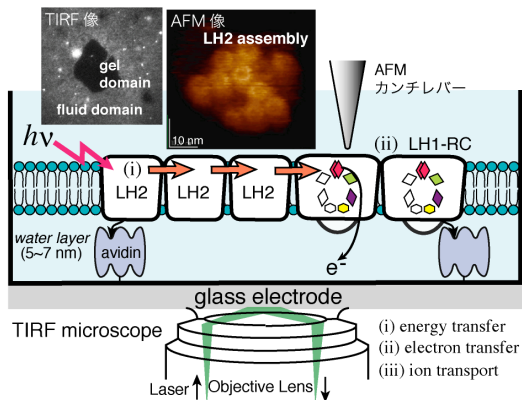 TIRF 像
AFM 像
gel
domain
fluid domain
LH2 assembly
10 nm
AFM
カンチレバー
hν
(i)
(ii) LH1-RC
LH2
LH2
LH2
water layer
(5~7 nm)
avidin
e-
glass electrode
TIRF microscope
(i) energy transfer
(ii) electron transfer
(iii) ion transport
Laser
Objective Lens